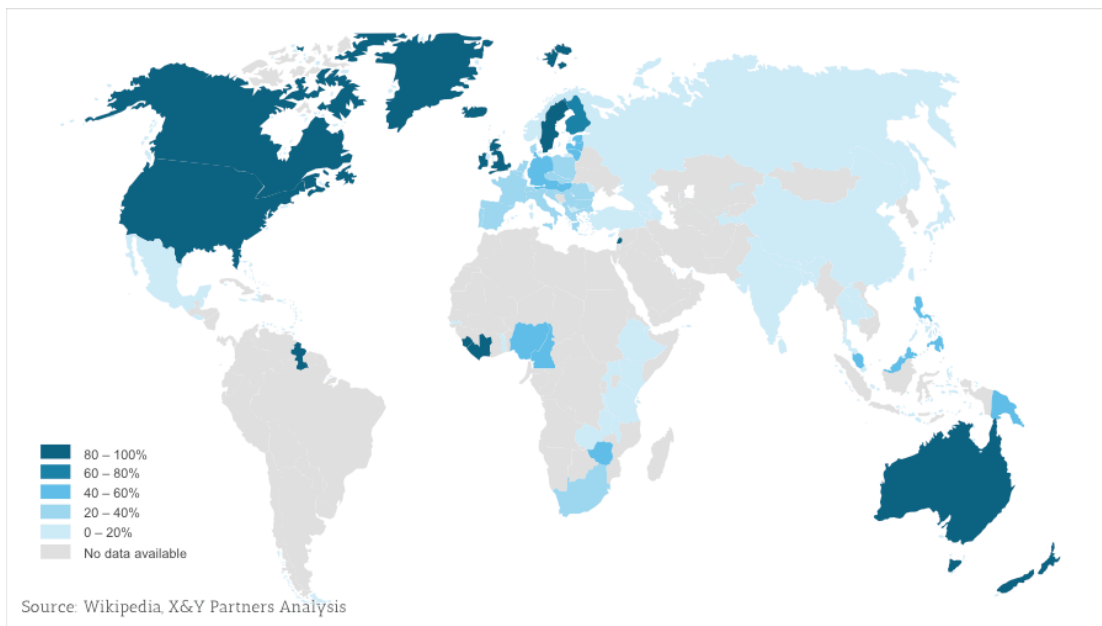 80 – 100%
60 – 80%
40 – 60%
20 – 40%
0 – 20%
No data available
Source: Wikipedia, X&Y Partners Analysis